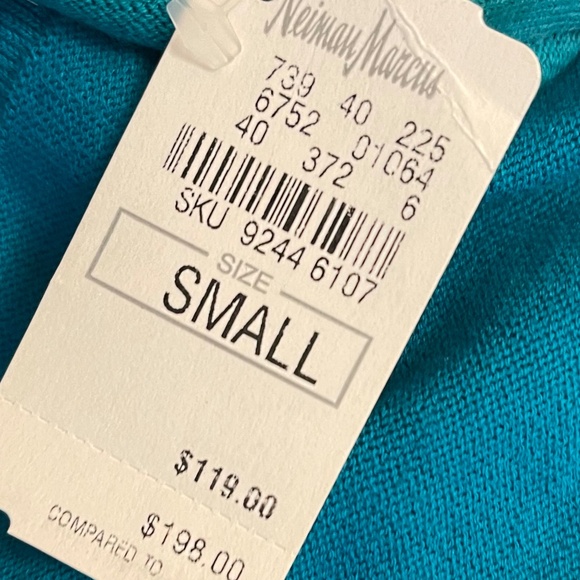 Neiman Marcus
739 40 225
6752 01064
40 372 6
SKU 9244 6107
SIZE
SMALL
$119.00
$198.00
COMPARED TO